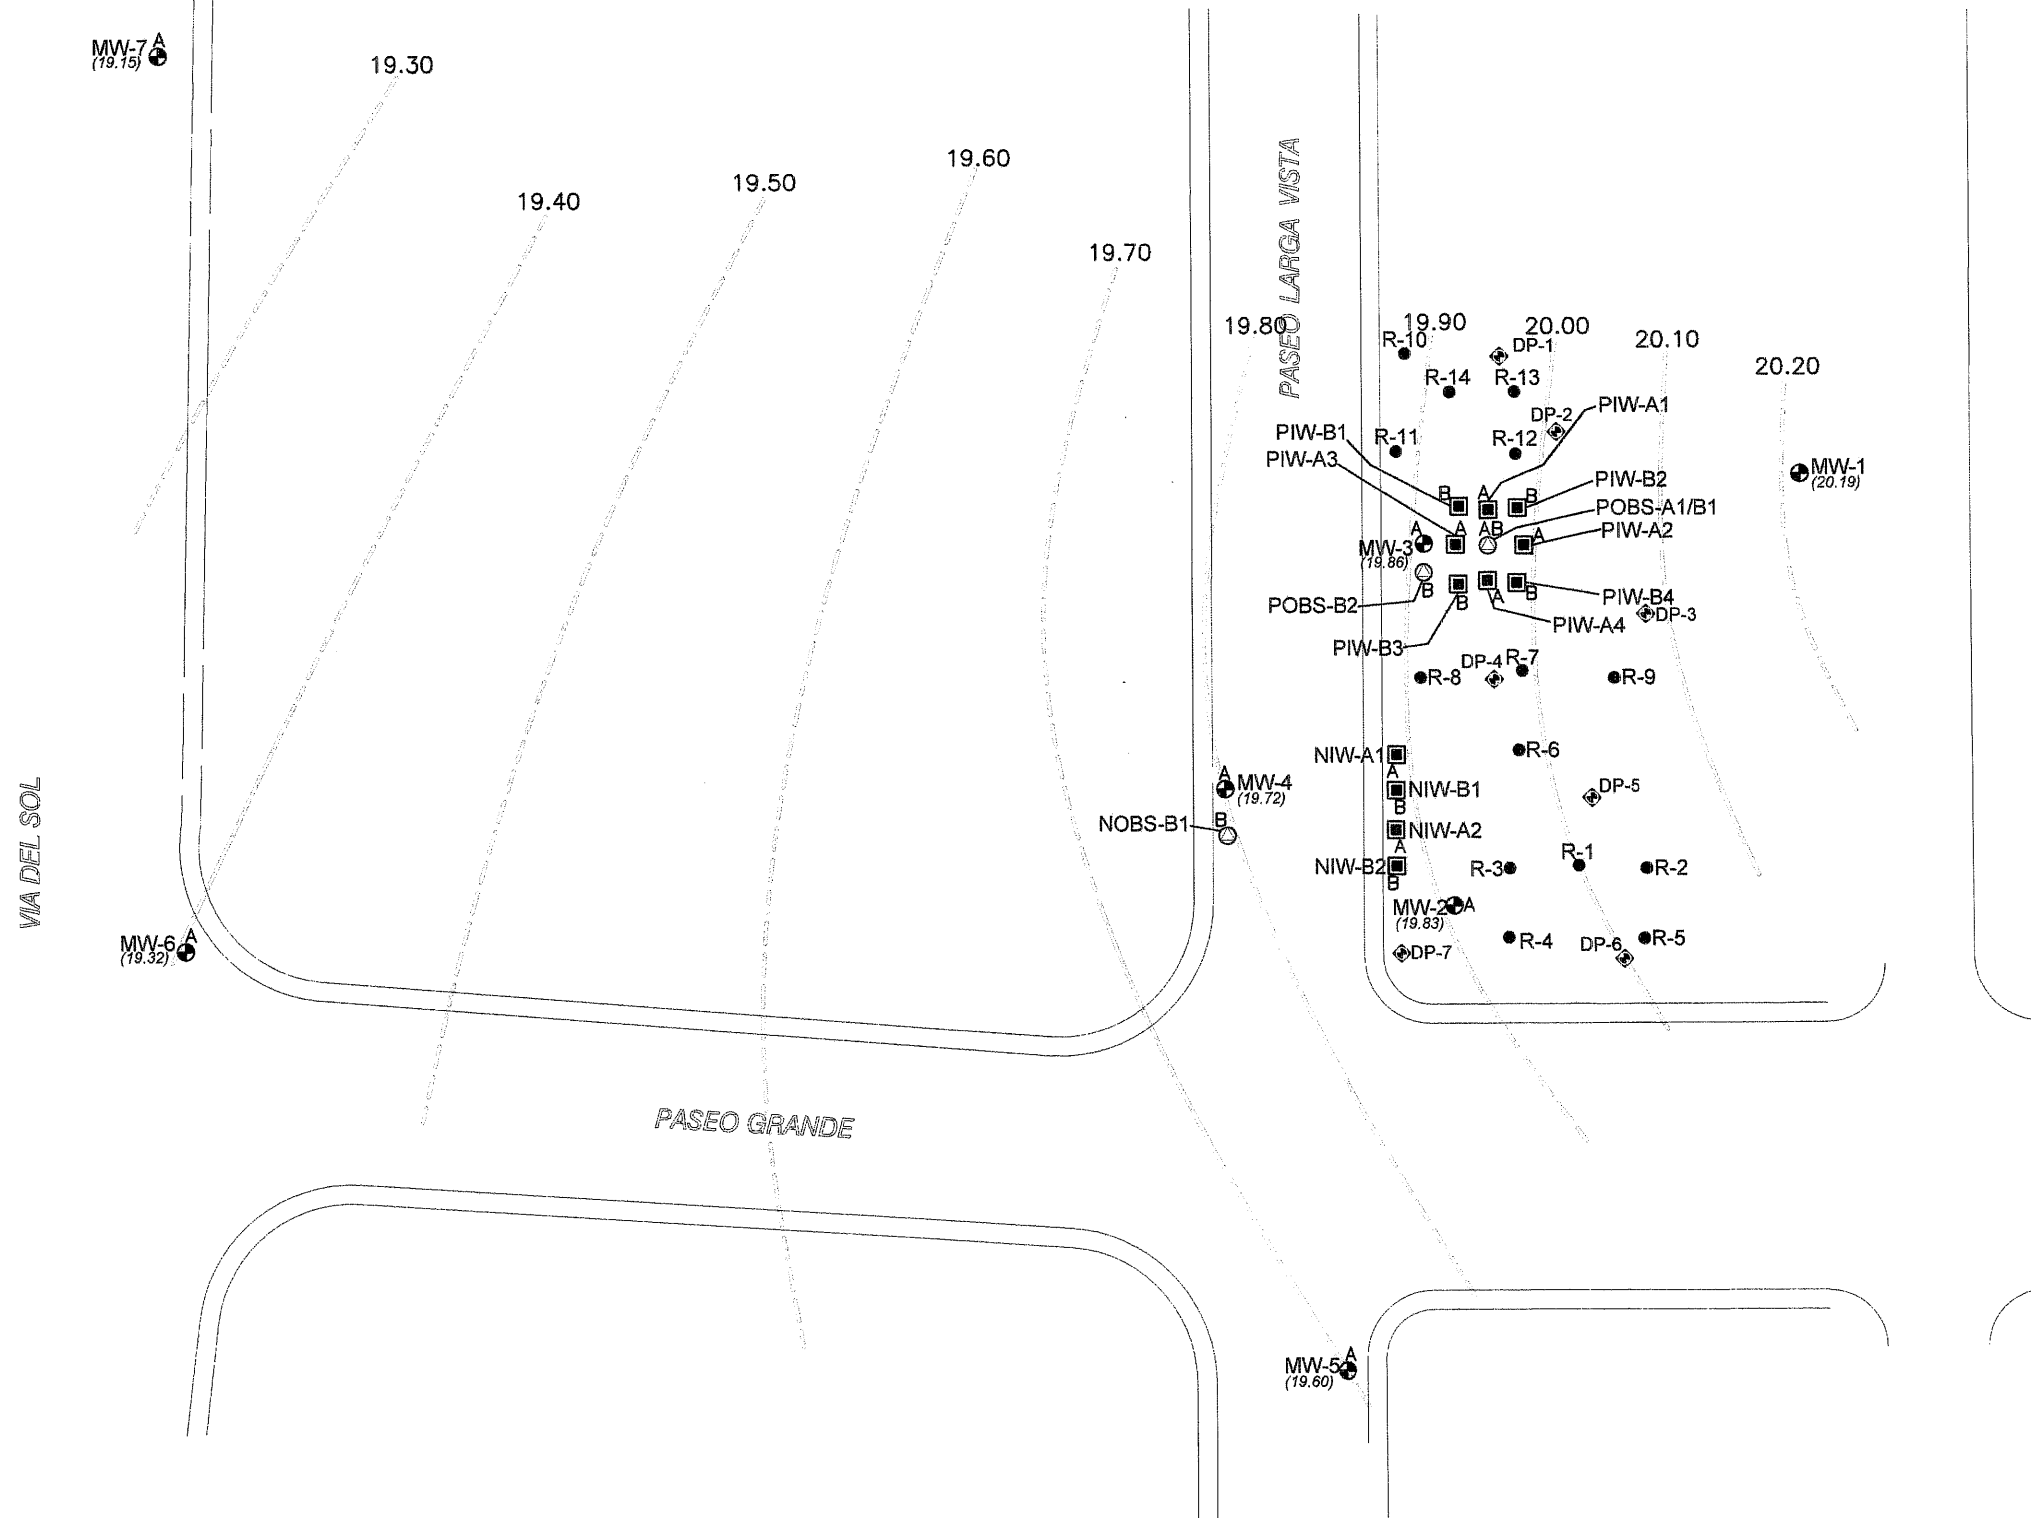 MW-7 A
(19.15)
19.30
19.40
19.50
19.60
19.70
19.80
19.90
20.00
20.10
20.20
PASEO LARGA VISTA
R-10
DP-1
R-14
R-13
DP-2
PIW-A1
PIW-B1
R-11
R-12
PIW-A3
MW-1
(20.19)
B
A
B
PIW-B2
POBS-A1/B1
A
A
AB
A
PIW-A2
MW-3
(19.86)
B
B
A
B
PIW-B4
POBS-B2
DP-3
PIW-A4
PIW-B3
DP-4
R-7
R-8
R-9
NIW-A1
A
R-6
A
MW-4
(19.72)
NIW-B1
B
DP-5
NOBS-B1
B
NIW-A2
A
NIW-B2
B
R-3
R-1
R-2
MW-2 A
(19.83)
R-4
DP-6
R-5
DP-7
VIA DEL SOL
MW-6 A
(19.32)
PASEO GRANDE
MW-5 A
(19.60)